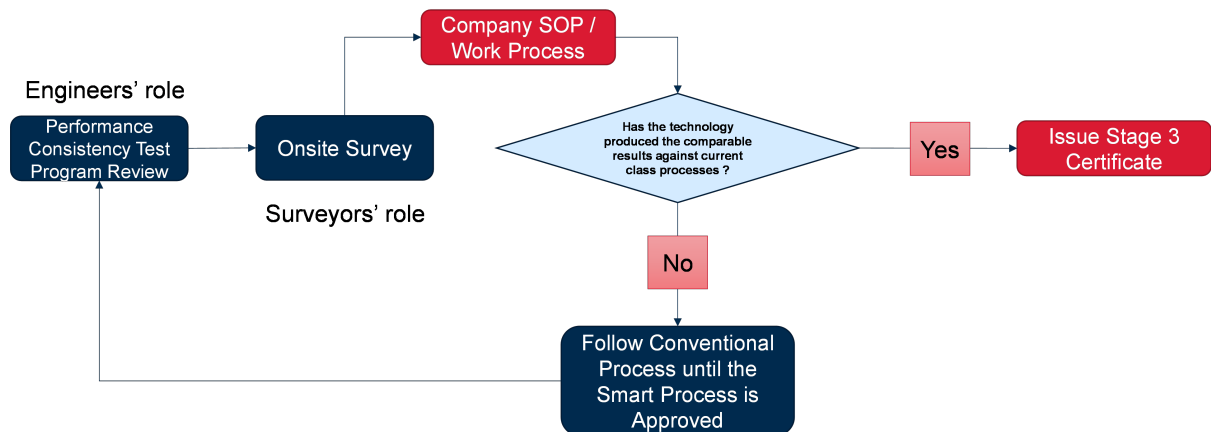 Engineers' role
Performance
Consistency Test
Program Review
Onsite Survey
Surveyors' role
Company SOP /
Work Process
Has the technology
produced the comparable
results against current
class processes ?
Yes
Issue Stage 3
Certificate
No
Follow Conventional
Process until the
Smart Process is
Approved